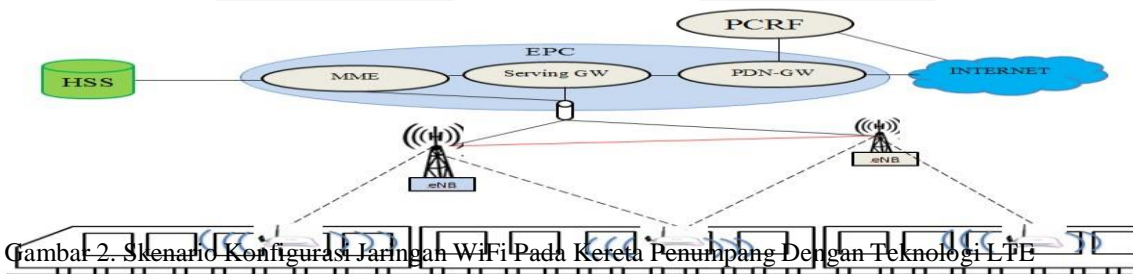 PCRF
EPC
HSS
MME
Serving GW
PDN-GW
INTERNET
eNB
eNB
Gambar 2. Skenario Konfigurasi Jaringan WiFi Pada Kereta Penumpang Dengan Teknologi LTE